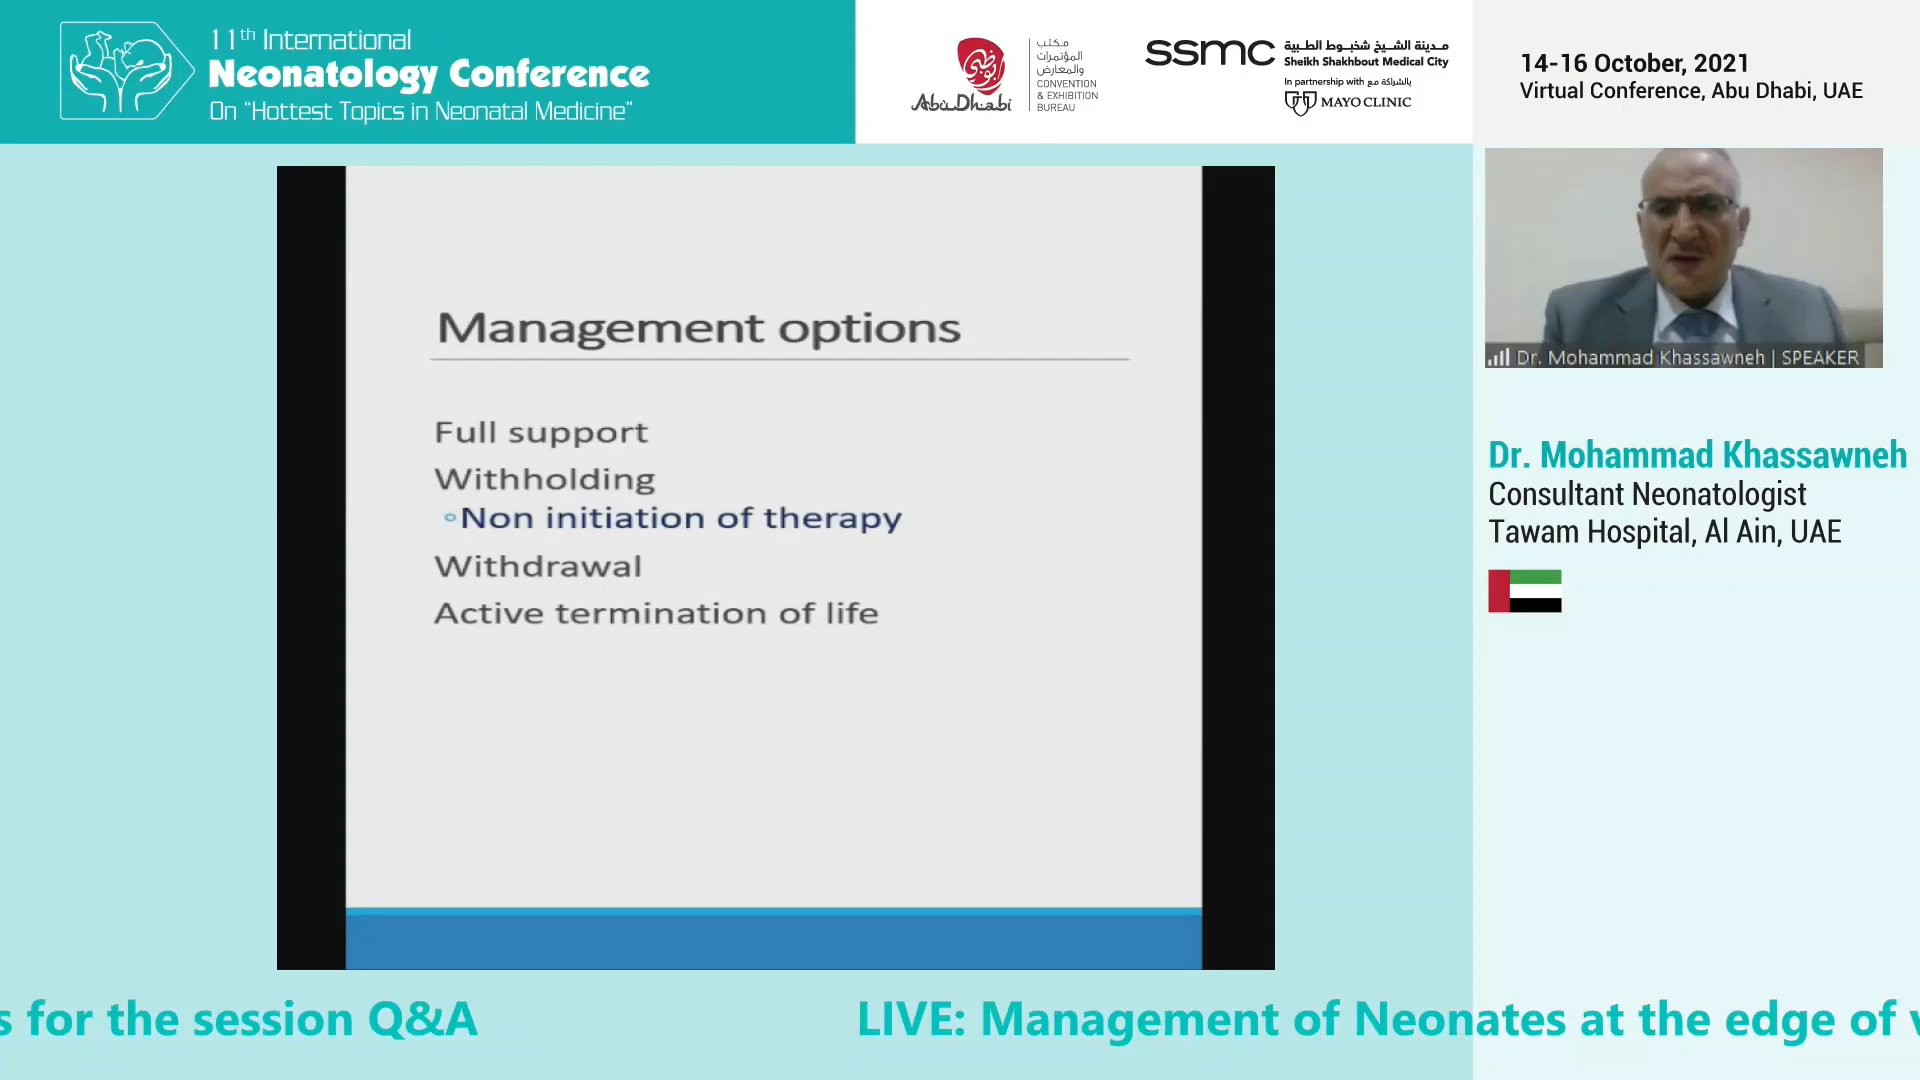 11th International
Neonatology Conference
On "Hottest Topics in Neonatal Medicine"
AbuDhabi
أبوظبي
مكتب
المؤتمرات
والمعارض
CONVENTION
& EXHIBITION
BUREAU
ssmc
مدينة الشيخ شخبوط الطبية
Sheikh Shakhbout Medical City
In partnership with بالشراكة مع
MAYO CLINIC
14-16 October, 2021
Virtual Conference, Abu Dhabi, UAE
Management options
Full support
Withholding
Non initiation of therapy
Withdrawal
Active termination of life
Dr. Mohammad Khassawneh | SPEAKER
Dr. Mohammad Khassawneh
Consultant Neonatologist
Tawam Hospital, Al Ain, UAE
s for the session Q&A
LIVE: Management of Neonates at the edge of v